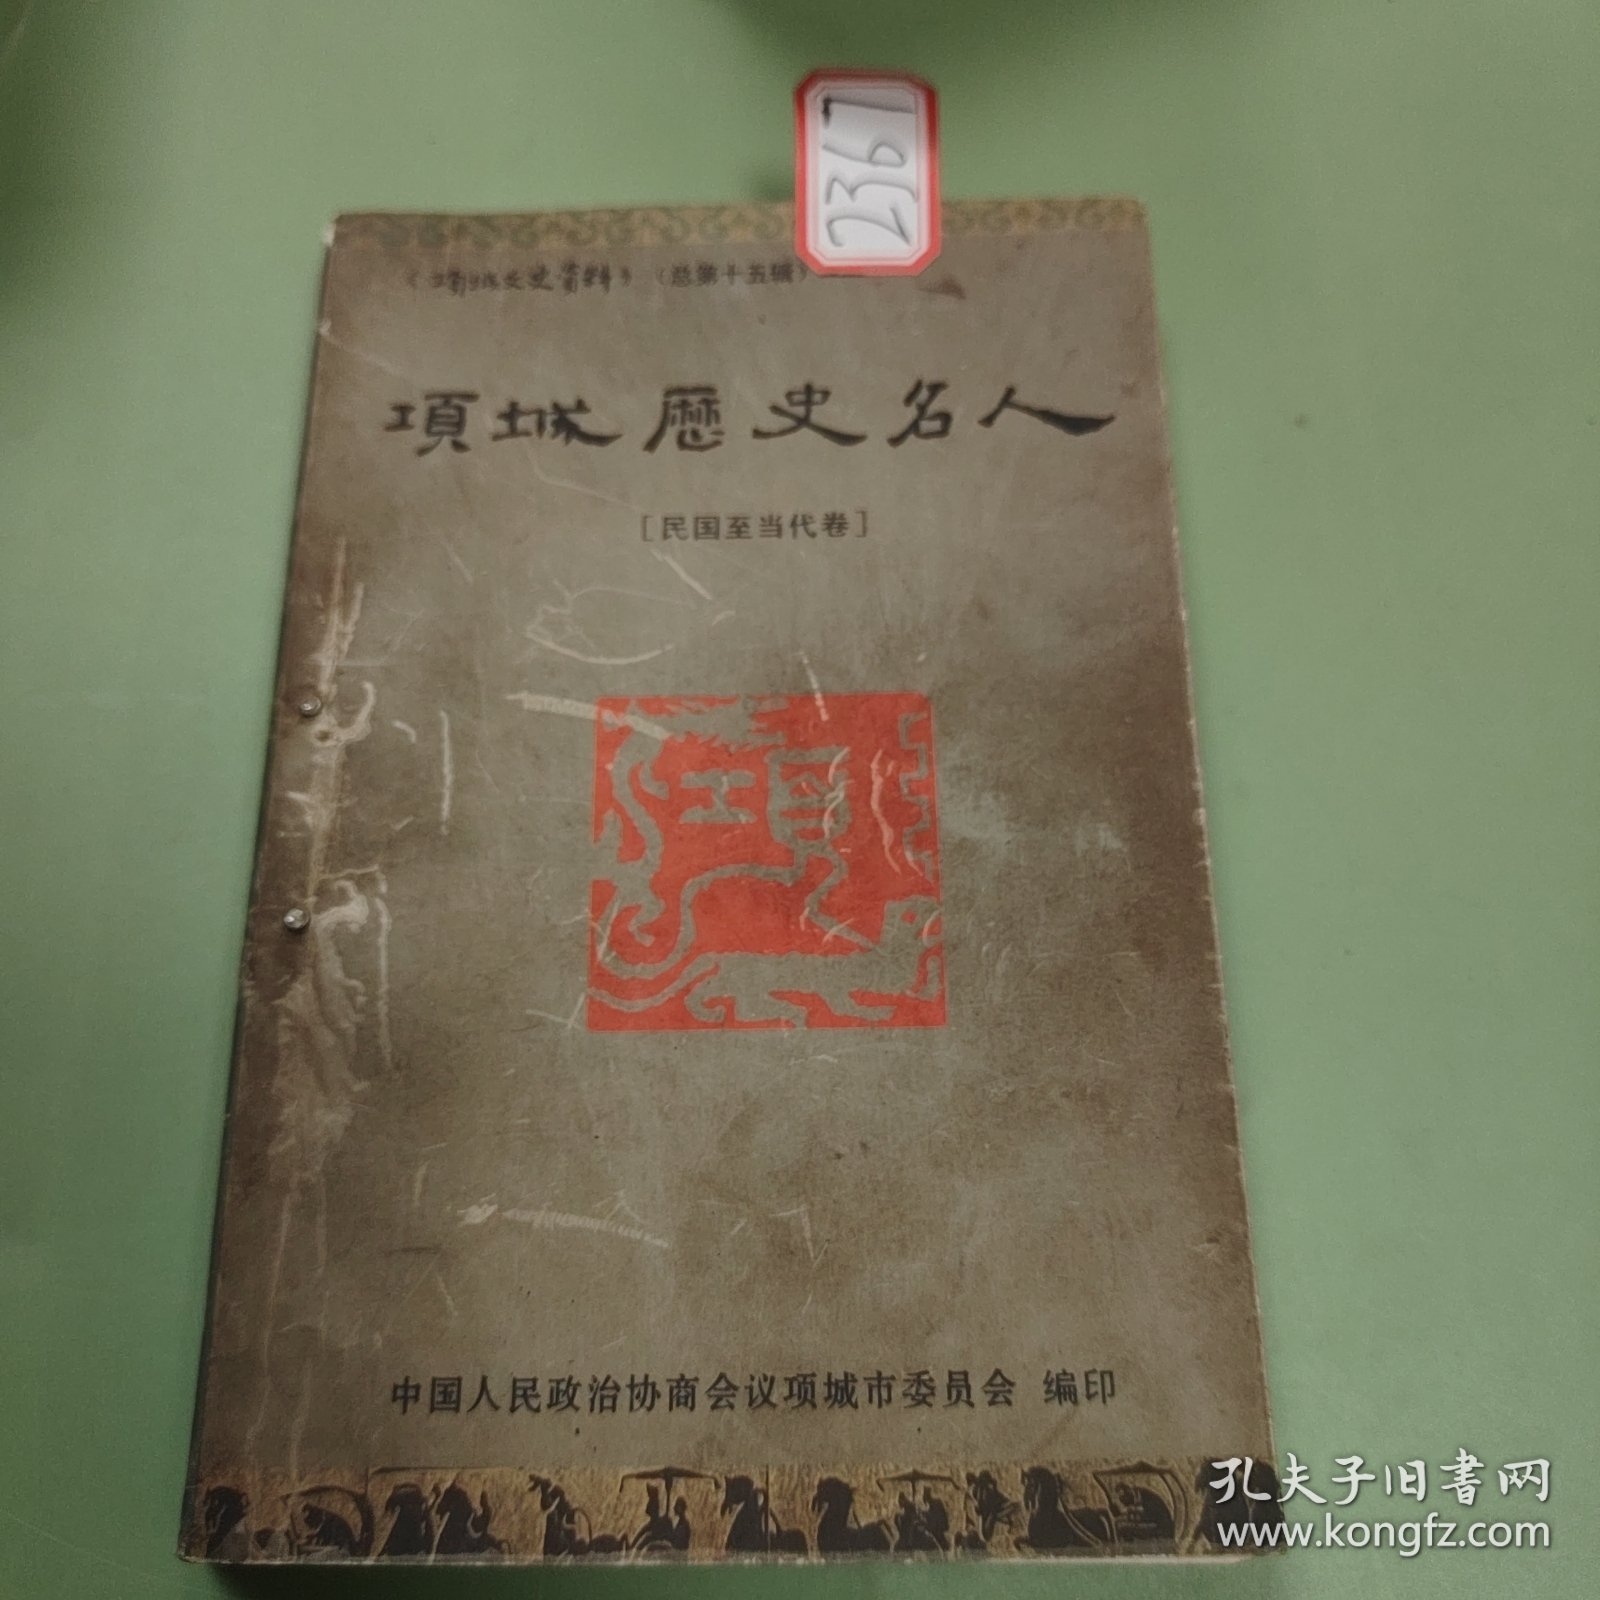 2367
《项城文史资料》（总第十五辑）
項城歷史名人
[民国至当代卷]
項
中国人民政治协商会议项城市委员会 编印
孔夫子旧書网
www.kongfz.com